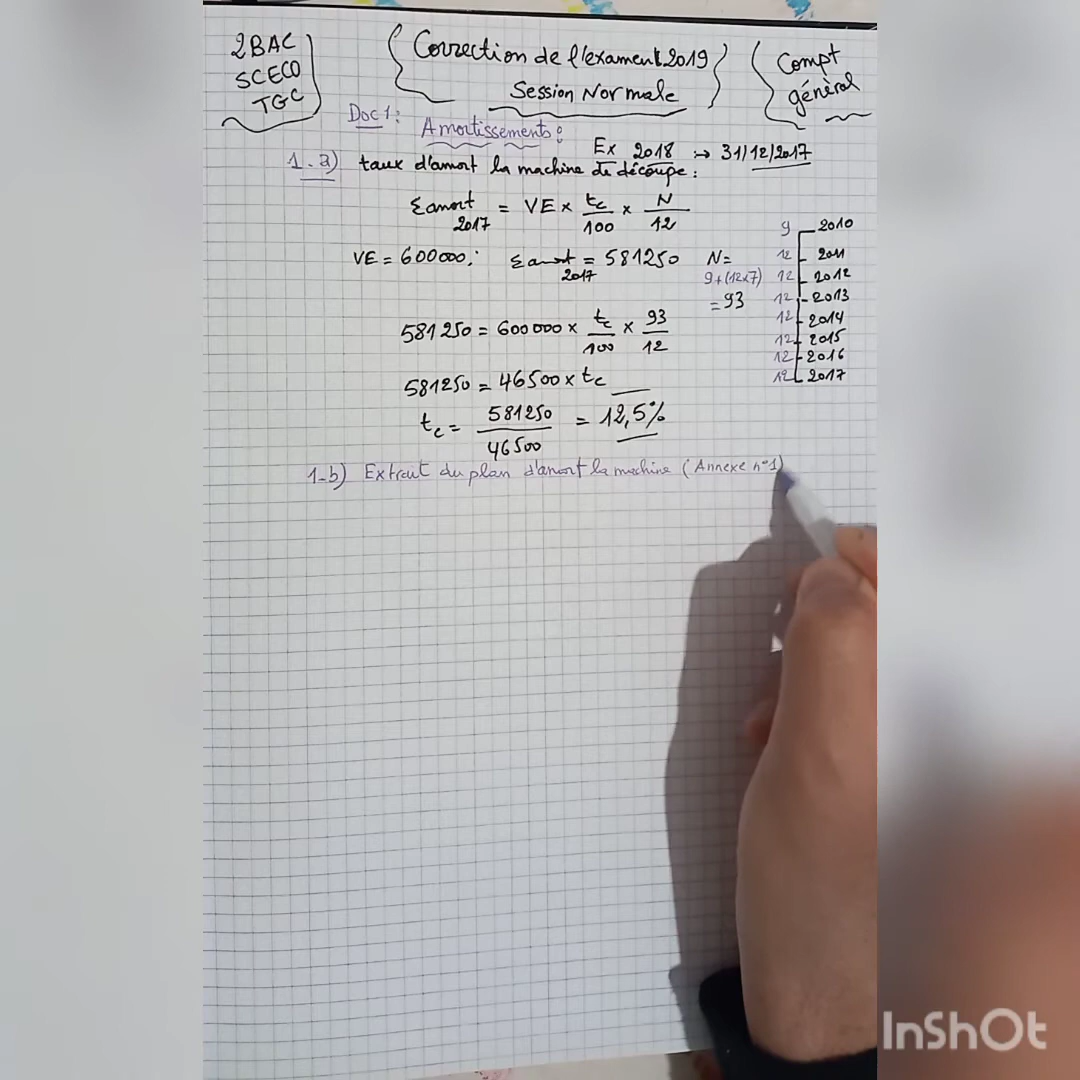 2BAC
SCECO
TGC
Correction de l'examen 2019
Session Normale
Compt
général
Doc 1:
Amortissements:
Ex 2018 → 31/12/2017
1-a) taux d'amort la machine de découpe:
Σamort 2017 = VE × tc/100 × N/12
VE = 600000; Σamort 2017 = 581250 N=
9+(12×7)
= 93
9 2010
12 2011
12 2012
12 2013
12 2014
12 2015
12 2016
12 2017
581250 = 600000 × tc/100 × 93/12
581250 = 46500 × tc
tc = 581250/46500 = 12,5%
1-b) Extrait du plan d'amort la machine (Annexe n°1)
InShOt